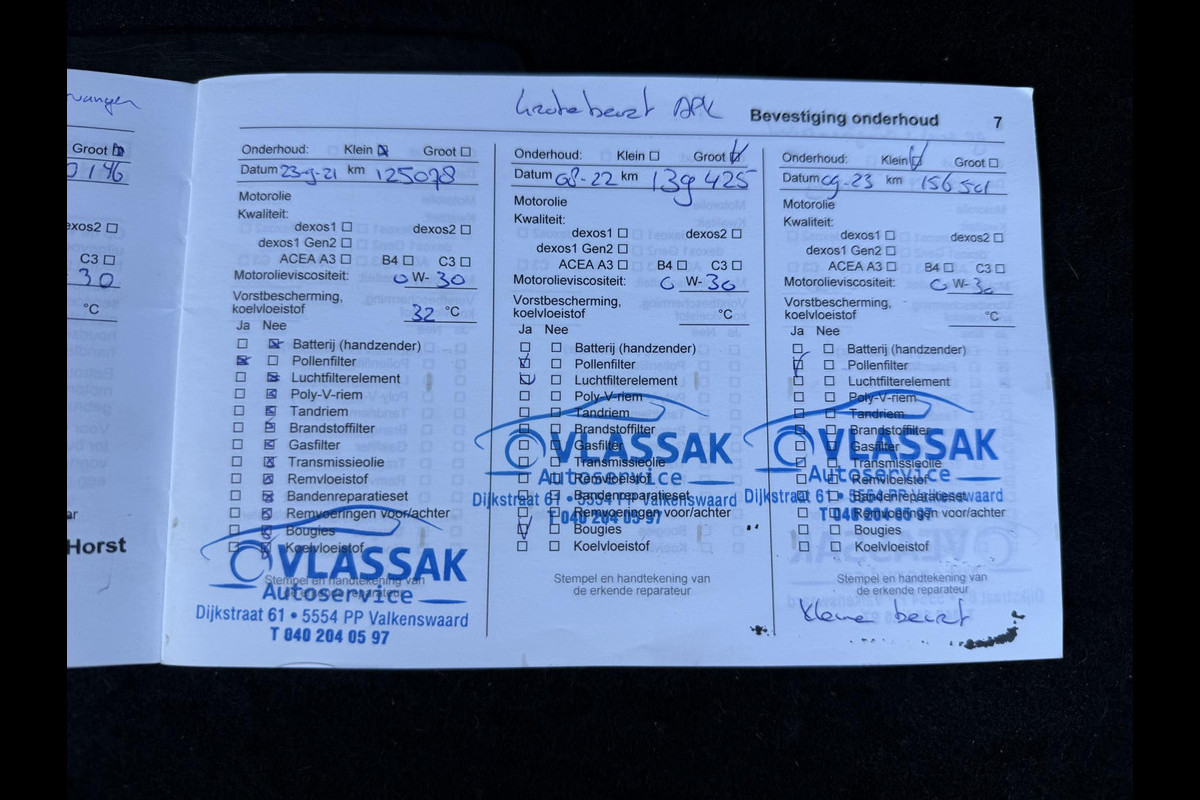 Groot
Horst
Grote beurt APK
Bevestiging onderhoud 7
Onderhoud: Klein Groot
Datum 23-9-21 km 125078
Motorolie
Kwaliteit:
dexos1 dexos2
dexos1 Gen2
ACEA A3 B4 C3
Motorolieviscositeit: 0 W- 30
Vorstbescherming,
koelvloeistof 32 °C
Ja Nee
Batterij (handzender)
Pollenfilter
Luchtfilterelement
Poly-V-riem
Tandriem
Brandstoffilter
Gasfilter
Transmissieolie
Remvloeistof
Bandenreparatieset
Remvoeringen voor/achter
Bougies
Koelvloeistof
Stempel en handtekening van
de erkende reparateur
VLASSAK
Autoservice
Dijkstraat 61 • 5554 PP Valkenswaard
T 040 204 05 97
Onderhoud: Klein Groot
Datum 08-22 km 139 425
Motorolie
Kwaliteit:
dexos1 dexos2
dexos1 Gen2
ACEA A3 B4 C3
Motorolieviscositeit: 0 W- 30
Vorstbescherming,
koelvloeistof °C
Ja Nee
Batterij (handzender)
Pollenfilter
Luchtfilterelement
Poly-V-riem
Tandriem
Brandstoffilter
Gasfilter
Transmissieolie
Remvloeistof
Bandenreparatieset
Remvoeringen voor/achter
Bougies
Koelvloeistof
VLASSAK
Autoservice
Dijkstraat 61 • 5554 PP Valkenswaard
T 040 204 05 97
Stempel en handtekening van
de erkende reparateur
Onderhoud: Klein Groot
Datum 09-23 km
Motorolie
Kwaliteit:
dexos1 dexos2
dexos1 Gen2
ACEA A3 B4 C3
Motorolieviscositeit: 0 W- 30
Vorstbescherming,
koelvloeistof °C
Ja Nee
Batterij (handzender)
Pollenfilter
Luchtfilterelement
Poly-V-riem
Tandriem
Brandstoffilter
Gasfilter
Transmissieolie
Remvloeistof
Bandenreparatieset
Remvoeringen voor/achter
Bougies
Koelvloeistof
VLASSAK
Autoservice
Dijkstraat 61 • 5554 PP Valkenswaard
T 040 204 05 97
Stempel en handtekening van
de erkende reparateur
kleine beurt